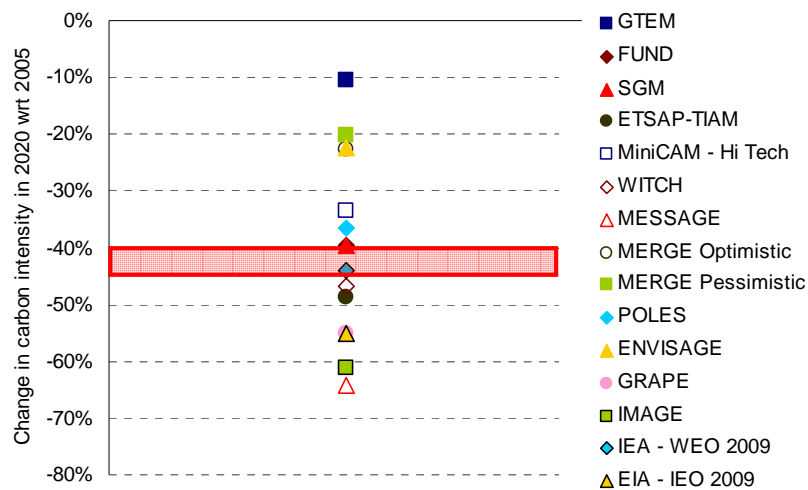 Change in carbon intensity in 2020 wrt 2005
0%
-10%
-20%
-30%
-40%
-50%
-60%
-70%
-80%
GTEM
FUND
SGM
ETSAP-TIAM
MiniCAM - Hi Tech
WITCH
MESSAGE
MERGE Optimistic
MERGE Pessimistic
POLES
ENVISAGE
GRAPE
IMAGE
IEA - WEO 2009
EIA - IEO 2009